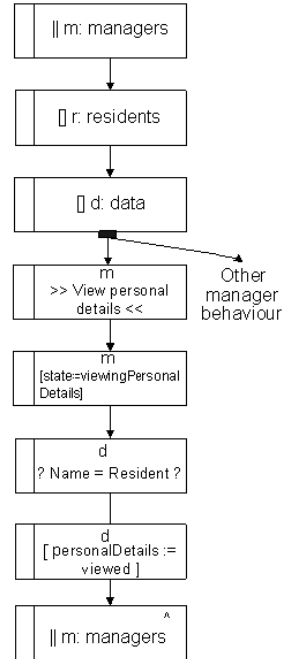 || m: managers
[] r: residents
[] d: data
m
>> View personal
details <<
Other
manager
behaviour
m
[state:=viewingPersonal
Details]
d
? Name = Resident ?
d
[ personalDetails :=
viewed ]
^
|| m: managers